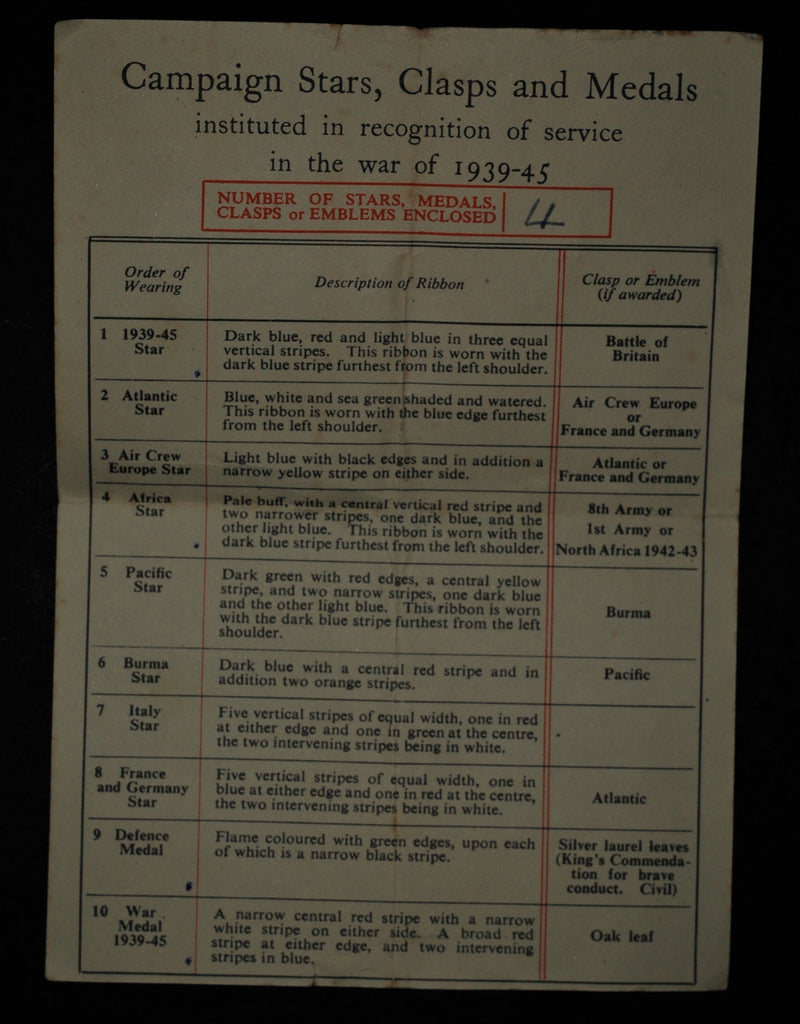 Campaign Stars, Clasps and Medals
instituted in recognition of service
in the war of 1939-45
NUMBER OF STARS, MEDALS,
CLASPS or EMBLEMS ENCLOSED
4
Order of
Wearing
Description of Ribbon
Clasp or Emblem
(if awarded)
1 1939-45
Star
Dark blue, red and light blue in three equal
vertical stripes. This ribbon is worn with the
dark blue stripe furthest from the left shoulder.
Battle of
Britain
2 Atlantic
Star
Blue, white and sea green shaded and watered.
This ribbon is worn with the blue edge furthest
from the left shoulder.
Air Crew Europe
or
France and Germany
3 Air Crew
Europe Star
Light blue with black edges and in addition a
narrow yellow stripe on either side.
Atlantic or
France and Germany
4 Africa
Star
Pale buff, with a central vertical red stripe and
two narrower stripes, one dark blue, and the
other light blue. This ribbon is worn with the
dark blue stripe furthest from the left shoulder.
8th Army or
1st Army or
North Africa 1942-43
5 Pacific
Star
Dark green with red edges, a central yellow
stripe, and two narrow stripes, one dark blue
and the other light blue. This ribbon is worn
with the dark blue stripe furthest from the left
shoulder.
Burma
6 Burma
Star
Dark blue with a central red stripe and in
addition two orange stripes.
Pacific
7 Italy
Star
Five vertical stripes of equal width, one in red
at either edge and one in green at the centre,
the two intervening stripes being in white.
8 France
and Germany
Star
Five vertical stripes of equal width, one in
blue at either edge and one in red at the centre,
the two intervening stripes being in white.
Atlantic
9 Defence
Medal
Flame coloured with green edges, upon each
of which is a narrow black stripe.
Silver laurel leaves
(King's Commenda-
tion for brave
conduct. Civil)
10 War
Medal
1939-45
A narrow central red stripe with a narrow
white stripe on either side. A broad red
stripe at either edge, and two intervening
stripes in blue.
Oak leaf